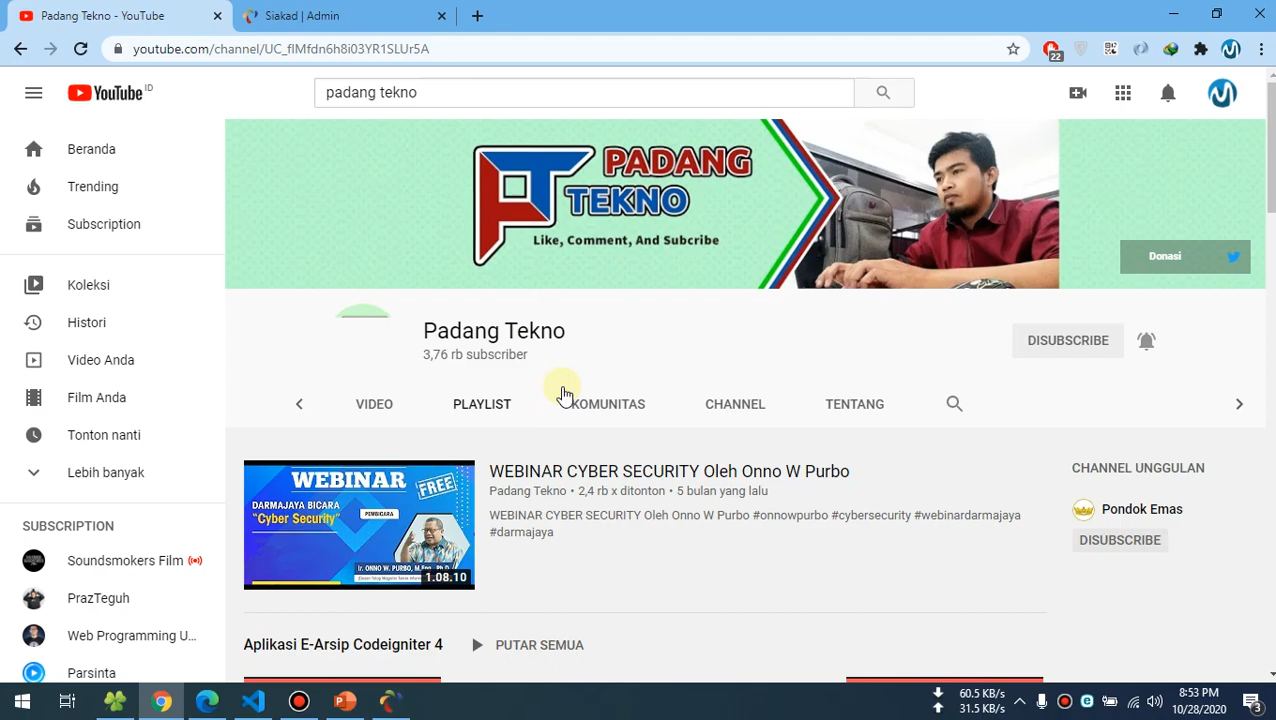 Padang Tekno - YouTube
Siakad | Admin
youtube.com/channel/UC_flMfdn6h8i03YR1SLUr5A
22
YouTube ID
padang tekno
Beranda
Trending
Subscription
Koleksi
Histori
Video Anda
Film Anda
Tonton nanti
Lebih banyak
SUBSCRIPTION
Soundsmokers Film
PrazTeguh
Web Programming U...
Parsinta
PADANG
TEKNO
Like, Comment, And Subcribe
Donasi
Padang Tekno
3,76 rb subscriber
DISUBSCRIBE
VIDEO
PLAYLIST
KOMUNITAS
CHANNEL
TENTANG
WEBINAR
FREE
DARMAJAYA BICARA
"Cyber Security"
PEMBICARA
Ir. ONNO W. PURBO, M.Eng, Ph.D
1.08.10
WEBINAR CYBER SECURITY Oleh Onno W Purbo
Padang Tekno • 2,4 rb x ditonton • 5 bulan yang lalu
WEBINAR CYBER SECURITY Oleh Onno W Purbo #onnowpurbo #cybersecurity #webinardarmajaya
#darmajaya
CHANNEL UNGGULAN
Pondok Emas
DISUBSCRIBE
Aplikasi E-Arsip Codeigniter 4
PUTAR SEMUA
60.5 KB/s
31.5 KB/s
8:53 PM
10/28/2020
3